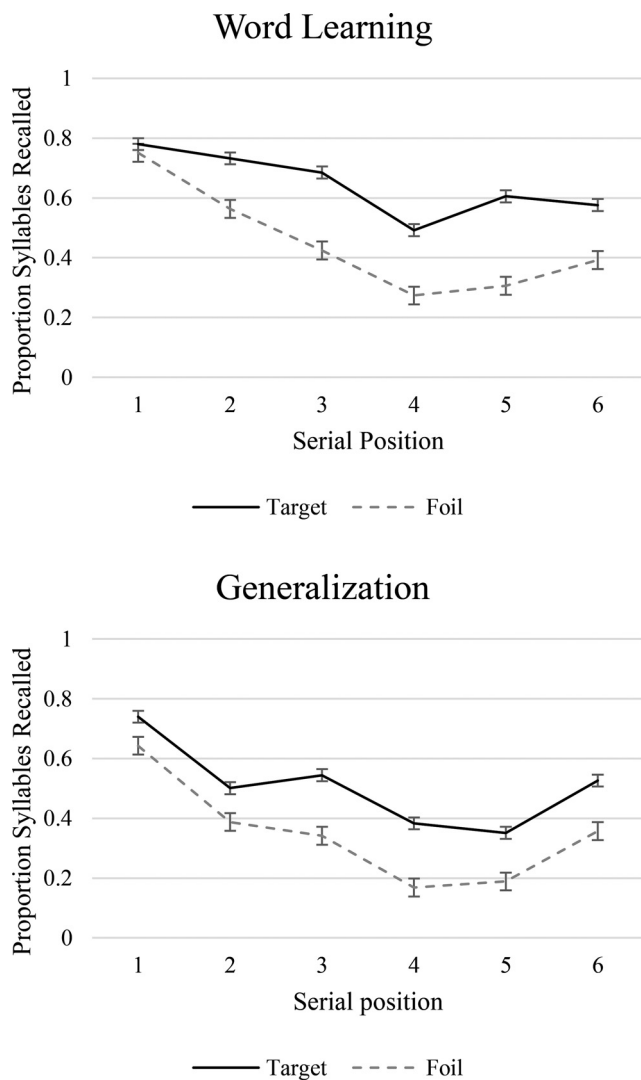 Word Learning
Proportion Syllables Recalled
1
0.8
0.6
0.4
0.2
0
1 2 3 4 5 6
Serial Position
Target Foil
Generalization
Proportion Syllables Recalled
1
0.8
0.6
0.4
0.2
0
1 2 3 4 5 6
Serial position
Target Foil